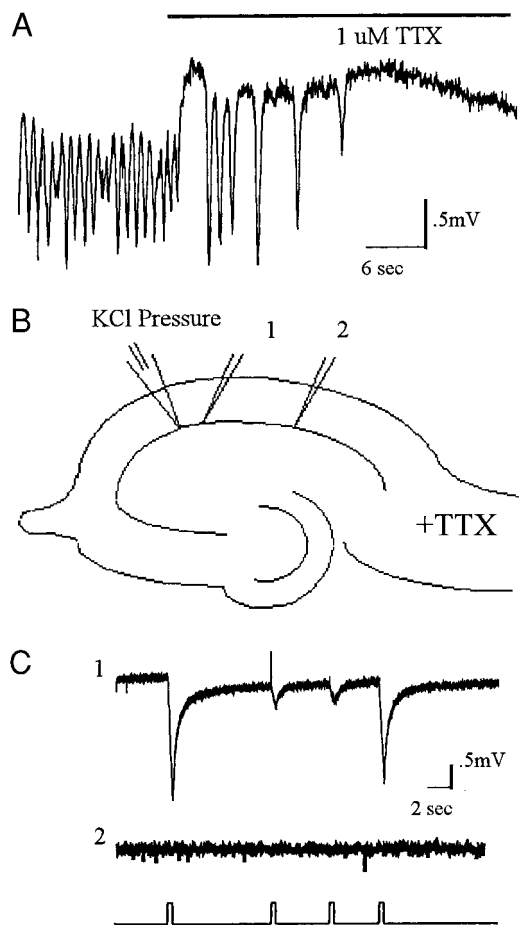 A
1 uM TTX
.5mV
6 sec
B
KCl Pressure 1 2
+TTX
C
1
.5mV
2 sec
2